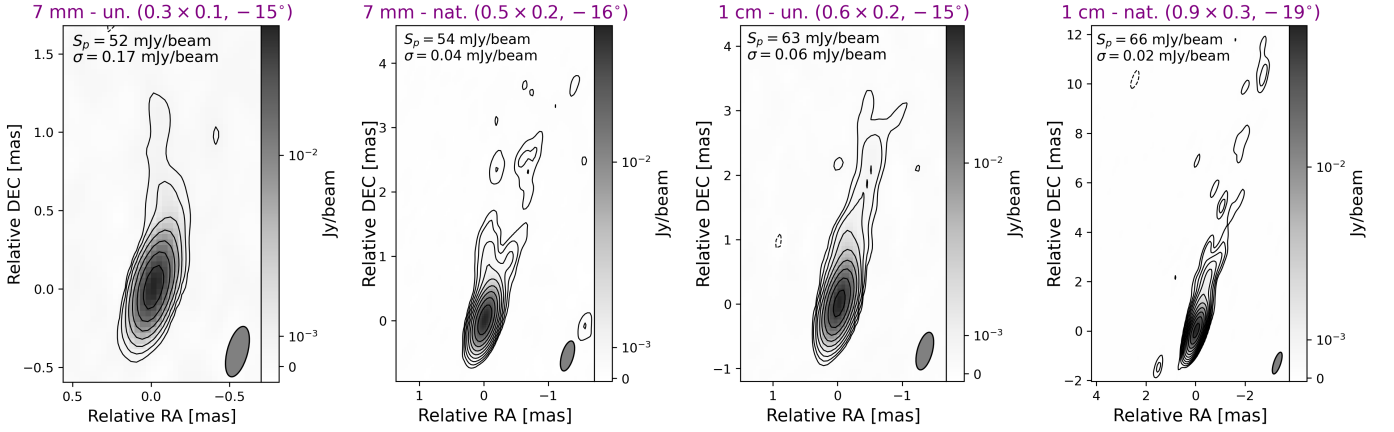 7 mm - un. (0.3 × 0.1, −15°)
S_p = 52 mJy/beam
σ = 0.17 mJy/beam
1.5
1.0
0.5
0.0
−0.5
Relative DEC [mas]
0.5
0.0
−0.5
Relative RA [mas]
10^−2
10^−3
0
Jy/beam
7 mm - nat. (0.5 × 0.2, −16°)
S_p = 54 mJy/beam
σ = 0.04 mJy/beam
4
3
2
1
0
Relative DEC [mas]
1
0
−1
Relative RA [mas]
10^−2
10^−3
0
Jy/beam
1 cm - un. (0.6 × 0.2, −15°)
S_p = 63 mJy/beam
σ = 0.06 mJy/beam
4
3
2
1
0
−1
Relative DEC [mas]
1
0
−1
Relative RA [mas]
10^−2
10^−3
0
Jy/beam
1 cm - nat. (0.9 × 0.3, −19°)
S_p = 66 mJy/beam
σ = 0.02 mJy/beam
12
10
8
6
4
2
0
−2
Relative DEC [mas]
4
2
0
−2
Relative RA [mas]
10^−2
10^−3
0
Jy/beam